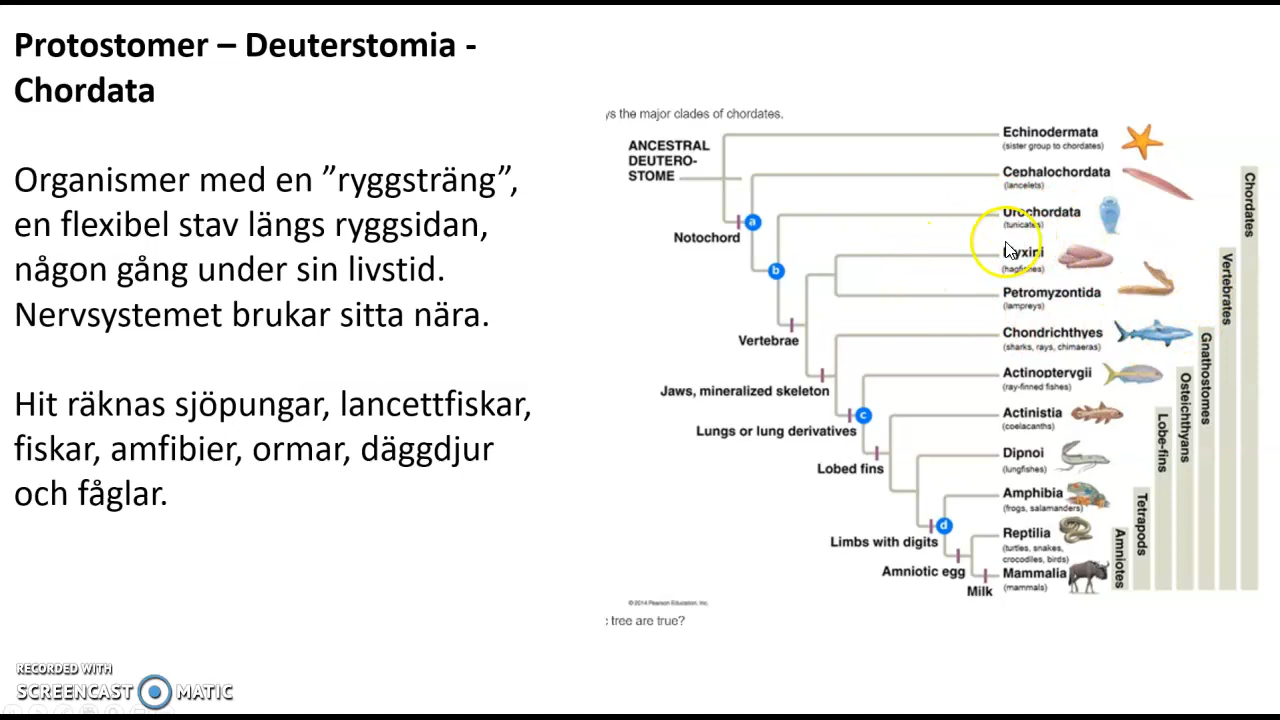 Protostomer – Deuterstomia -
Chordata
Organismer med en ”ryggsträng”,
en flexibel stav längs ryggsidan,
någon gång under sin livstid.
Nervsystemet brukar sitta nära.
Hit räknas sjöpungar, lancettfiskar,
fiskar, amfibier, ormar, däggdjur
och fåglar.
ys the major clades of chordates.
ANCESTRAL
DEUTERO-
STOME
Echinodermata
(sister group to chordates)
Cephalochordata
(lancelets)
a
Notochord
Urochordata
(tunicates)
b
Myxini
(hagfishes)
Petromyzontida
(lampreys)
Vertebrae
Chondrichthyes
(sharks, rays, chimaeras)
Jaws, mineralized skeleton
Actinopterygii
(ray-finned fishes)
c
Lungs or lung derivatives
Actinistia
(coelacanths)
Lobed fins
Dipnoi
(lungfishes)
Amphibia
(frogs, salamanders)
d
Limbs with digits
Reptilia
(turtles, snakes,
crocodiles, birds)
Amniotic egg
Mammalia
(mammals)
Milk
Amniotes
Tetrapods
Lobe-fins
Osteichthyans
Gnathostomes
Vertebrates
Chordates
© 2014 Pearson Education, Inc.
: tree are true?
RECORDED WITH
SCREENCAST MATIC